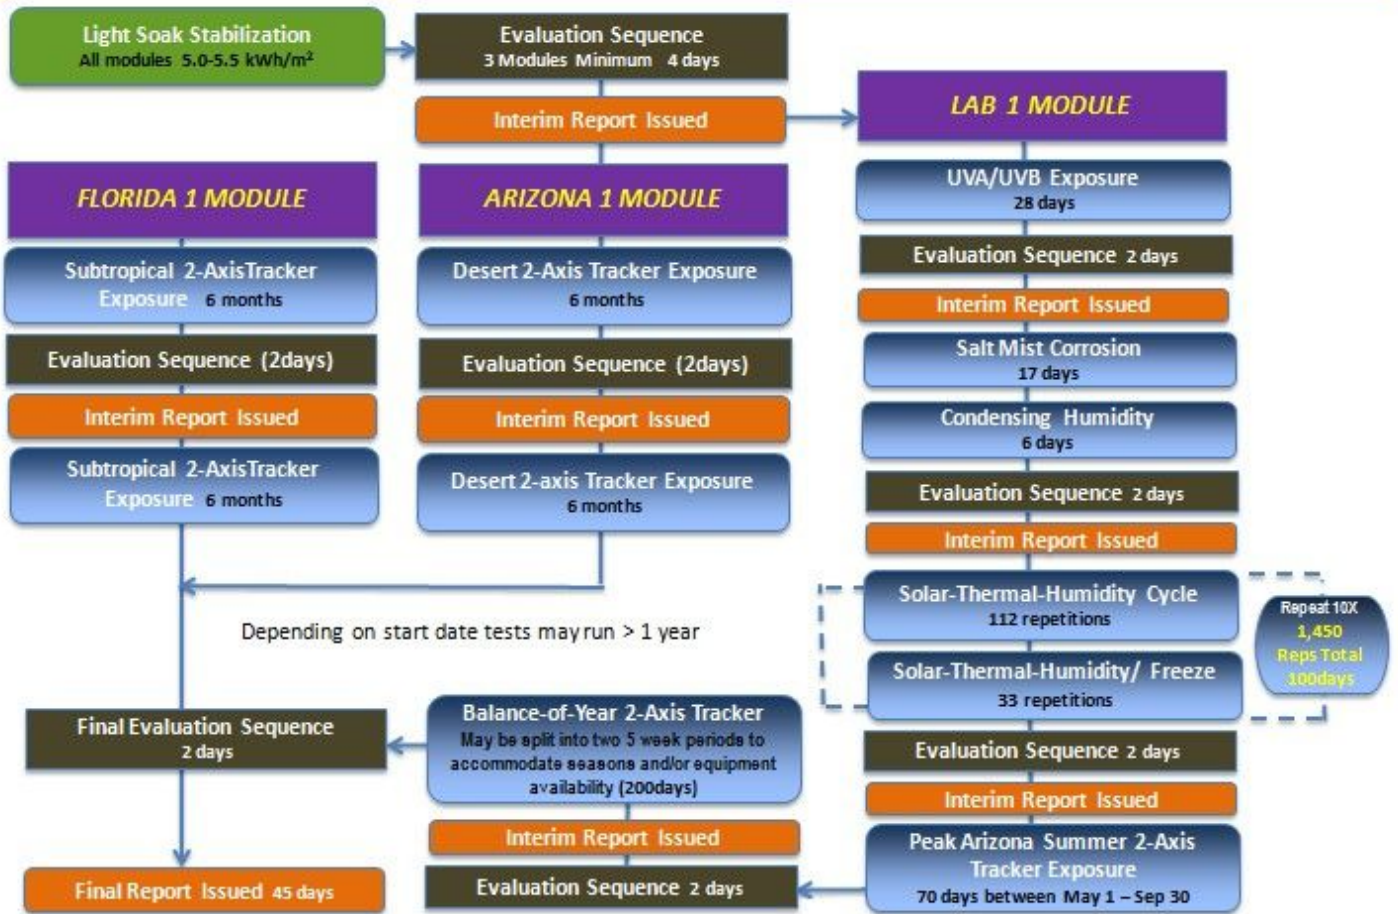 Light Soak Stabilization
All modules 5.0-5.5 kWh/m²
Evaluation Sequence
3 Modules Minimum 4 days
Interim Report Issued
LAB 1 MODULE
FLORIDA 1 MODULE
Subtropical 2-AxisTracker
Exposure 6 months
Evaluation Sequence (2days)
Interim Report Issued
Subtropical 2-AxisTracker
Exposure 6 months
ARIZONA 1 MODULE
Desert 2-Axis Tracker Exposure
6 months
Evaluation Sequence (2days)
Interim Report Issued
Desert 2-axis Tracker Exposure
6 months
UVA/UVB Exposure
28 days
Evaluation Sequence 2 days
Interim Report Issued
Salt Mist Corrosion
17 days
Condensing Humidity
6 days
Evaluation Sequence 2 days
Interim Report Issued
Solar-Thermal-Humidity Cycle
112 repetitions
Solar-Thermal-Humidity/ Freeze
33 repetitions
Repeat 10X
1,450
Reps Total
100days
Evaluation Sequence 2 days
Interim Report Issued
Peak Arizona Summer 2-Axis
Tracker Exposure
70 days between May 1 – Sep 30
Depending on start date tests may run > 1 year
Balance-of-Year 2-Axis Tracker
May be split into two 5 week periods to
accommodate seasons and/or equipment
availability (200days)
Interim Report Issued
Evaluation Sequence 2 days
Final Evaluation Sequence
2 days
Final Report Issued 45 days